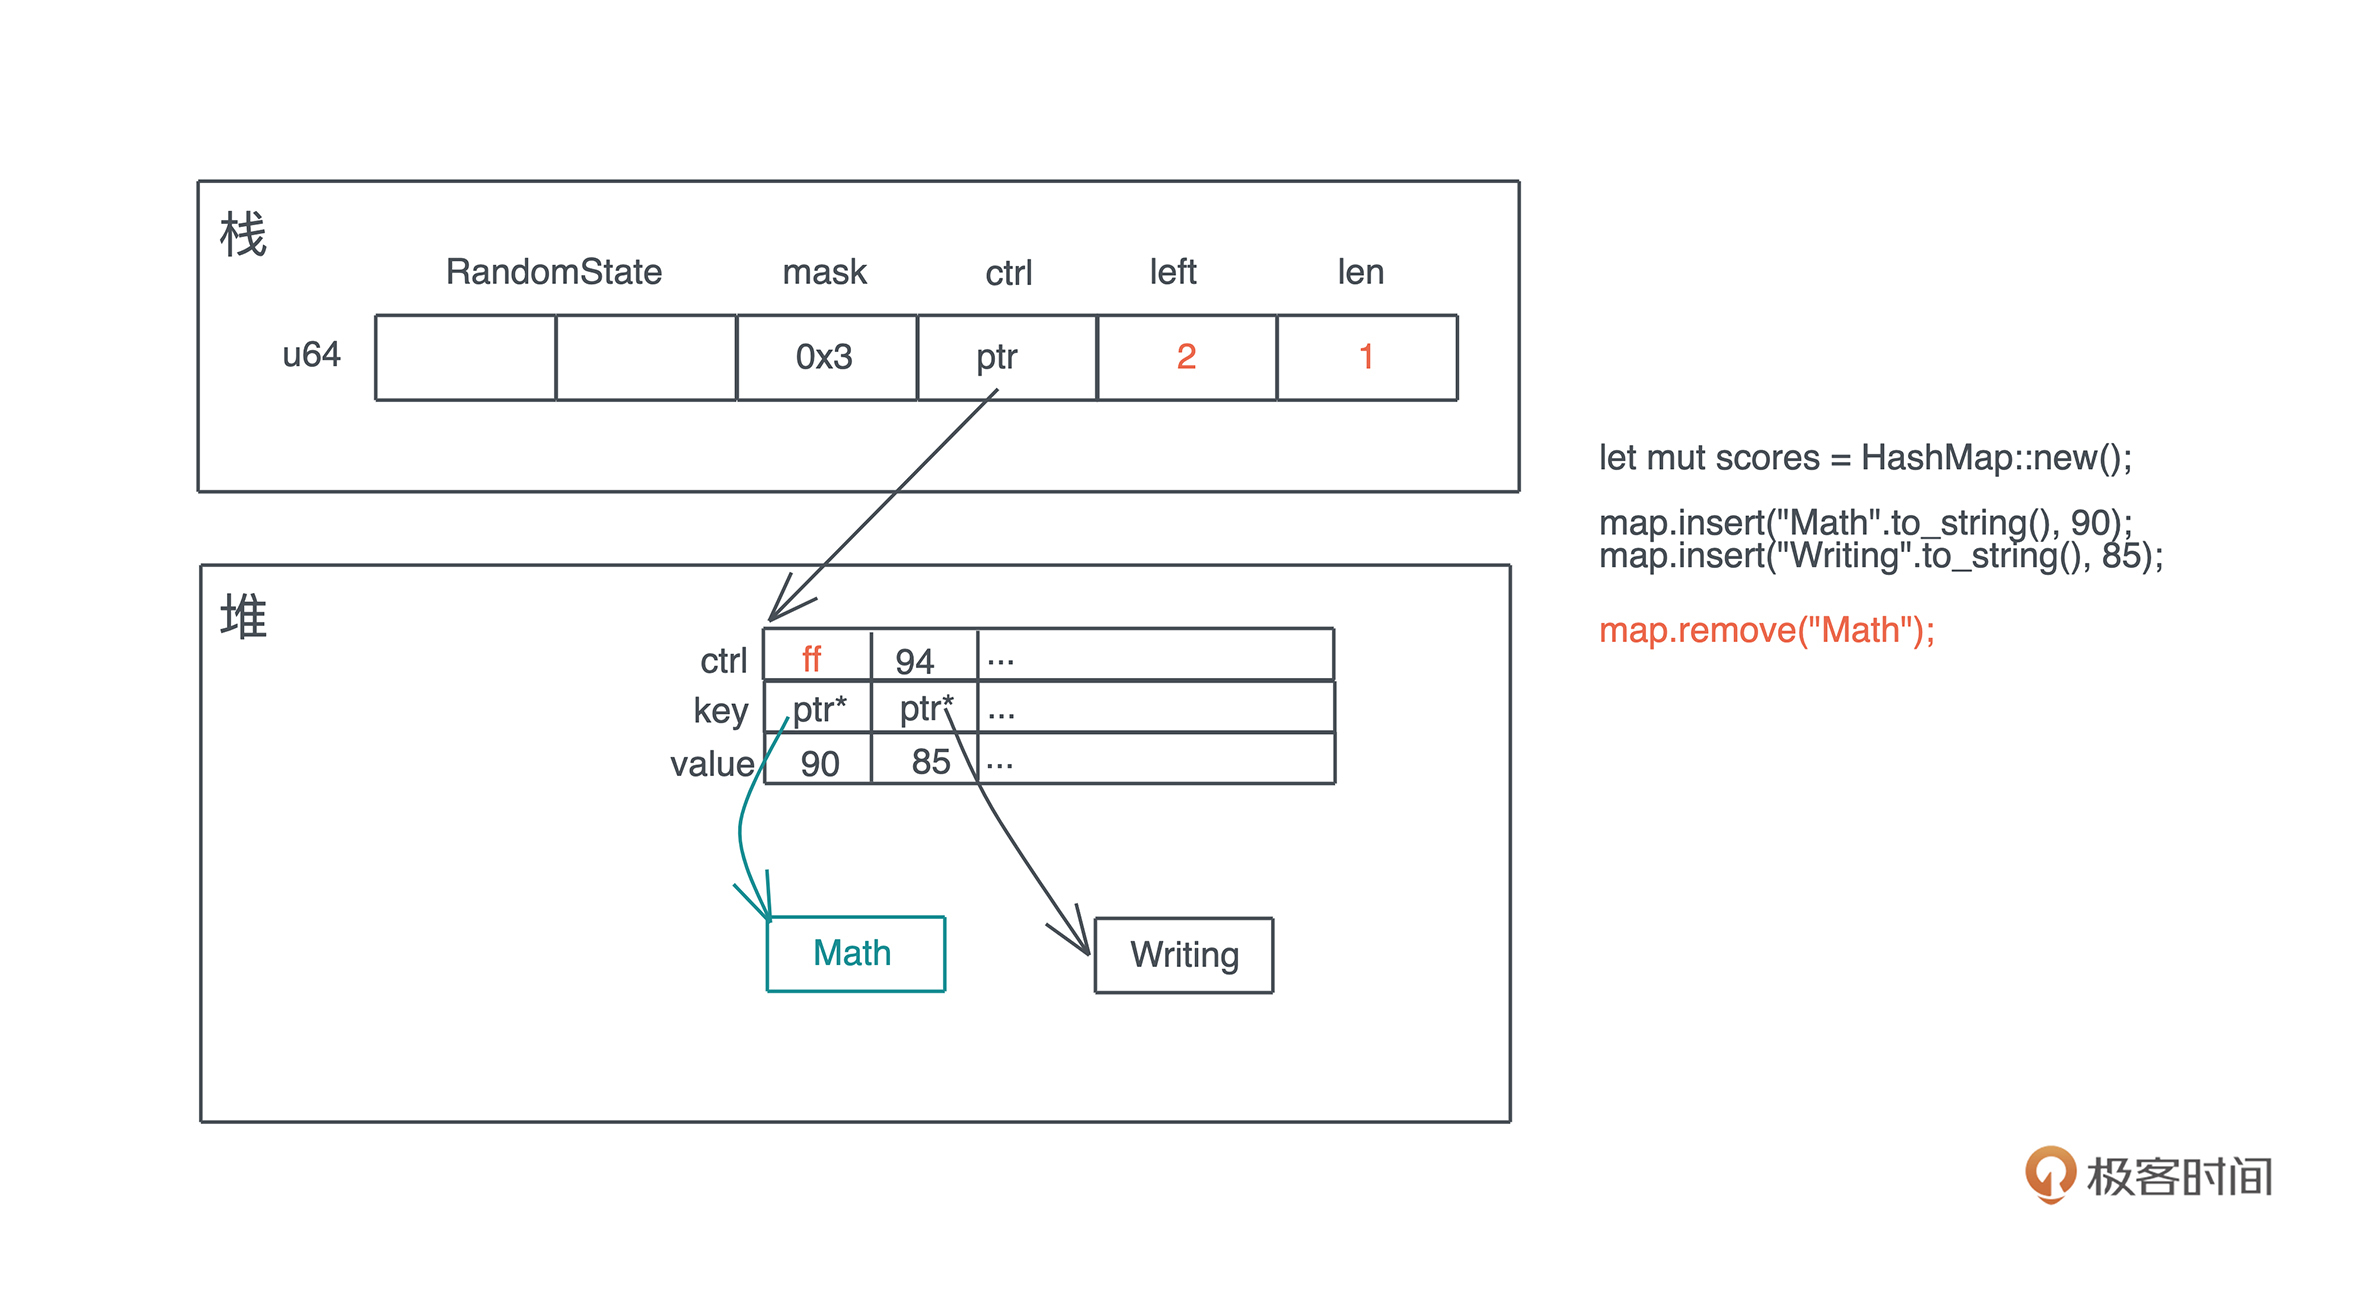 栈
RandomState mask ctrl left len
u64 0x3 ptr 2 1
let mut scores = HashMap::new();
map.insert("Math".to_string(), 90);
map.insert("Writing".to_string(), 85);
map.remove("Math");
堆
ctrl ff 94 ...
key ptr* ptr* ...
value 90 85 ...
Math Writing
极客时间